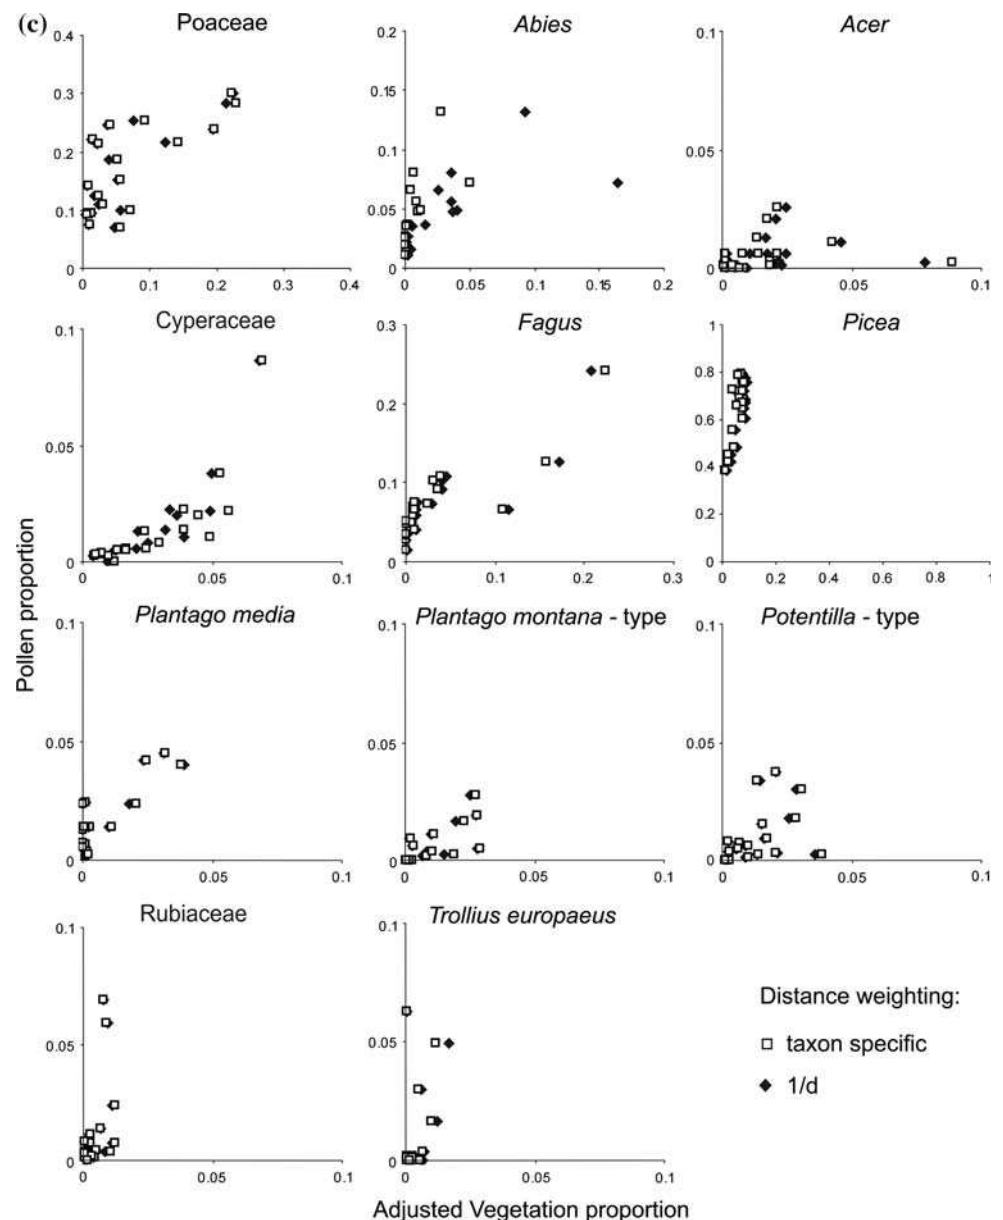 (c)
Poaceae
Abies
Acer
0.4
0.3
0.2
0.1
0
0 0.1 0.2 0.3 0.4
0.2
0.15
0.1
0.05
0
0 0.05 0.1 0.15 0.2
0.1
0.05
0
0 0.05 0.1
Cyperaceae
Fagus
Picea
0.1
0.05
0
0 0.05 0.1
0.3
0.2
0.1
0
0 0.1 0.2 0.3
1
0.8
0.6
0.4
0.2
0
0 0.2 0.4 0.6 0.8 1
Pollen proportion
Plantago media
Plantago montana - type
Potentilla - type
0.1
0.05
0
0 0.05 0.1
0.1
0.05
0
0 0.05 0.1
0.1
0.05
0
0 0.05 0.1
Rubiaceae
Trollius europaeus
0.1
0.05
0
0 0.05 0.1
0.1
0.05
0
0 0.05 0.1
Distance weighting:
taxon specific
1/d
Adjusted Vegetation proportion